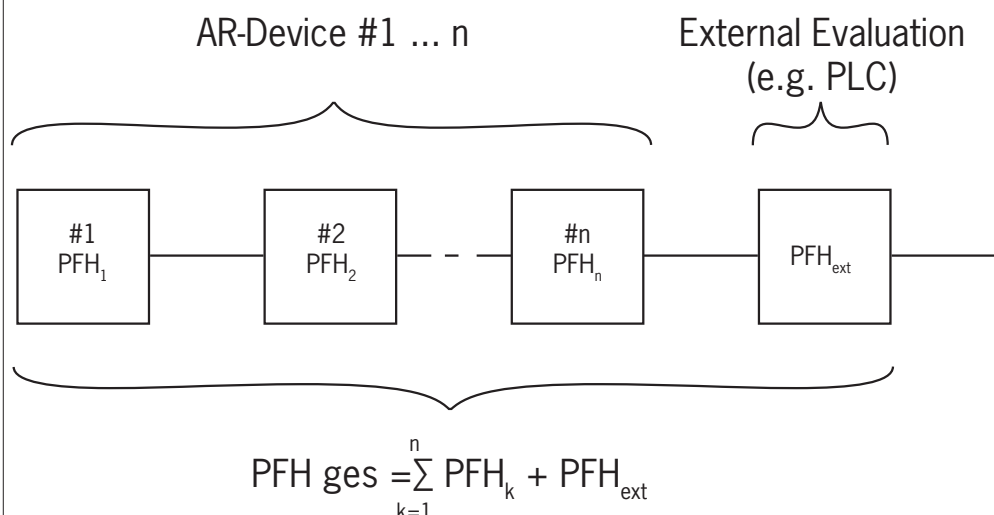 AR-Device #1 ... n
External Evaluation
(e.g. PLC)
#1
PFH1
#2
PFH2
#n
PFHn
PFHext
n
PFH ges =∑ PFHk + PFHext
k=1